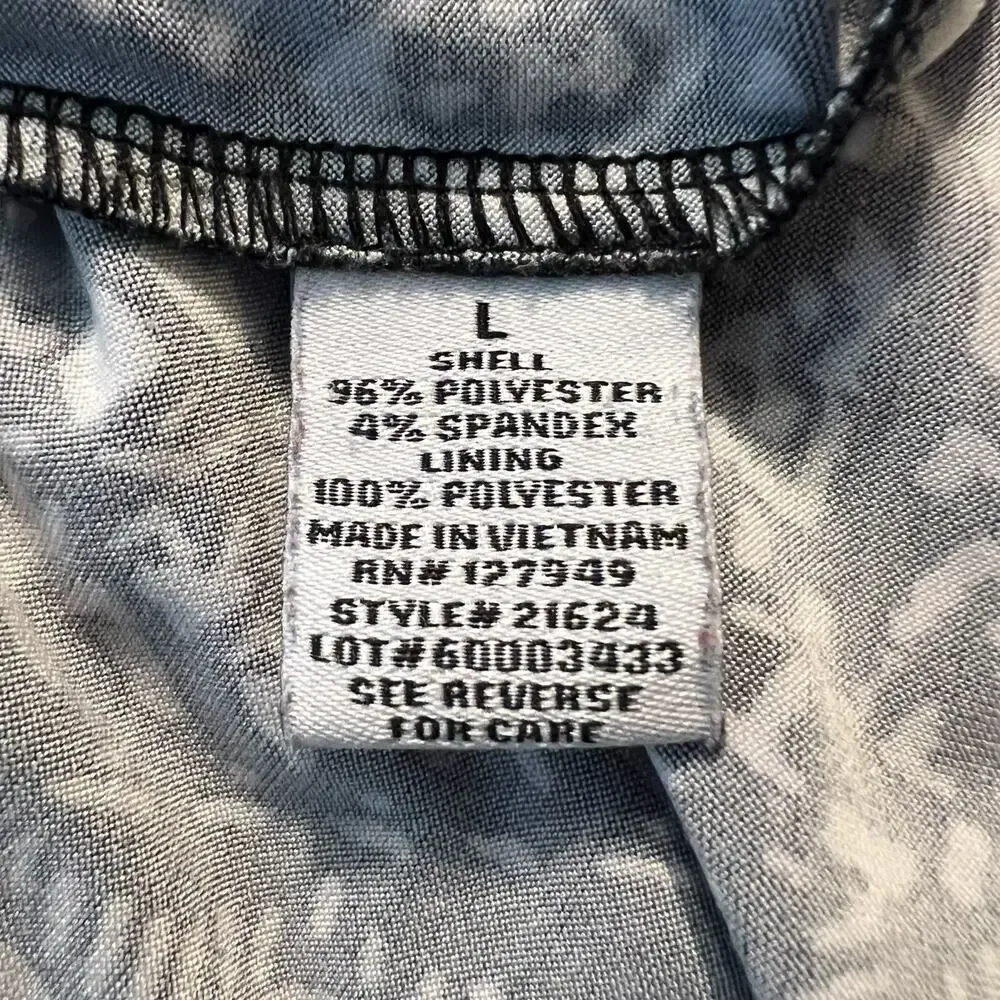 L
SHELL
96% POLYESTER
4% SPANDEX
LINING
100% POLYESTER
MADE IN VIETNAM
RN# 127949
STYLE# 21624
LOT# 60003433
SEE REVERSE
FOR CARE